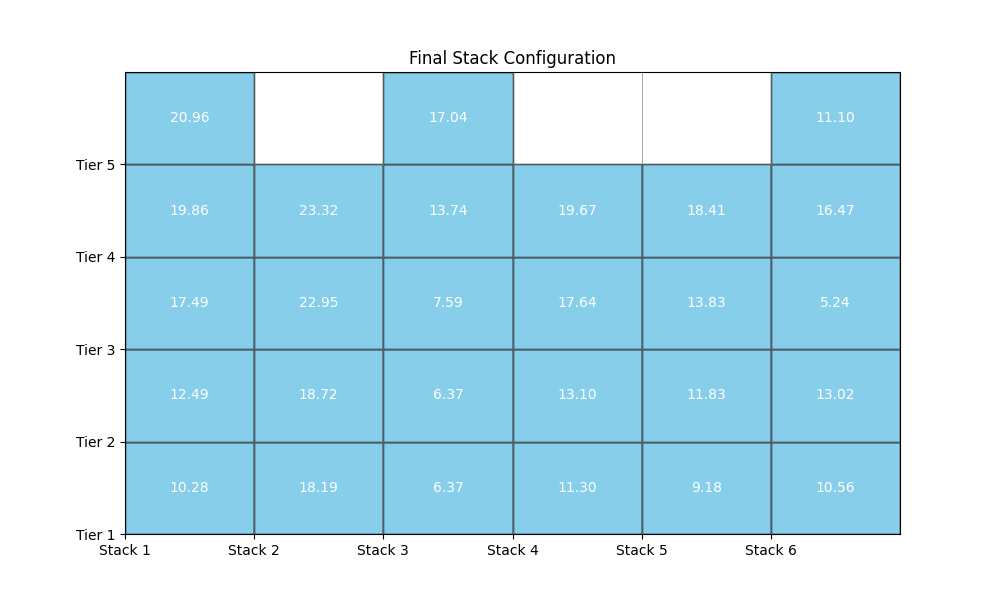 Final Stack Configuration
20.96 17.04 11.10
Tier 5
19.86 23.32 13.74 19.67 18.41 16.47
Tier 4
17.49 22.95 7.59 17.64 13.83 5.24
Tier 3
12.49 18.72 6.37 13.10 11.83 13.02
Tier 2
10.28 18.19 6.37 11.30 9.18 10.56
Tier 1
Stack 1 Stack 2 Stack 3 Stack 4 Stack 5 Stack 6